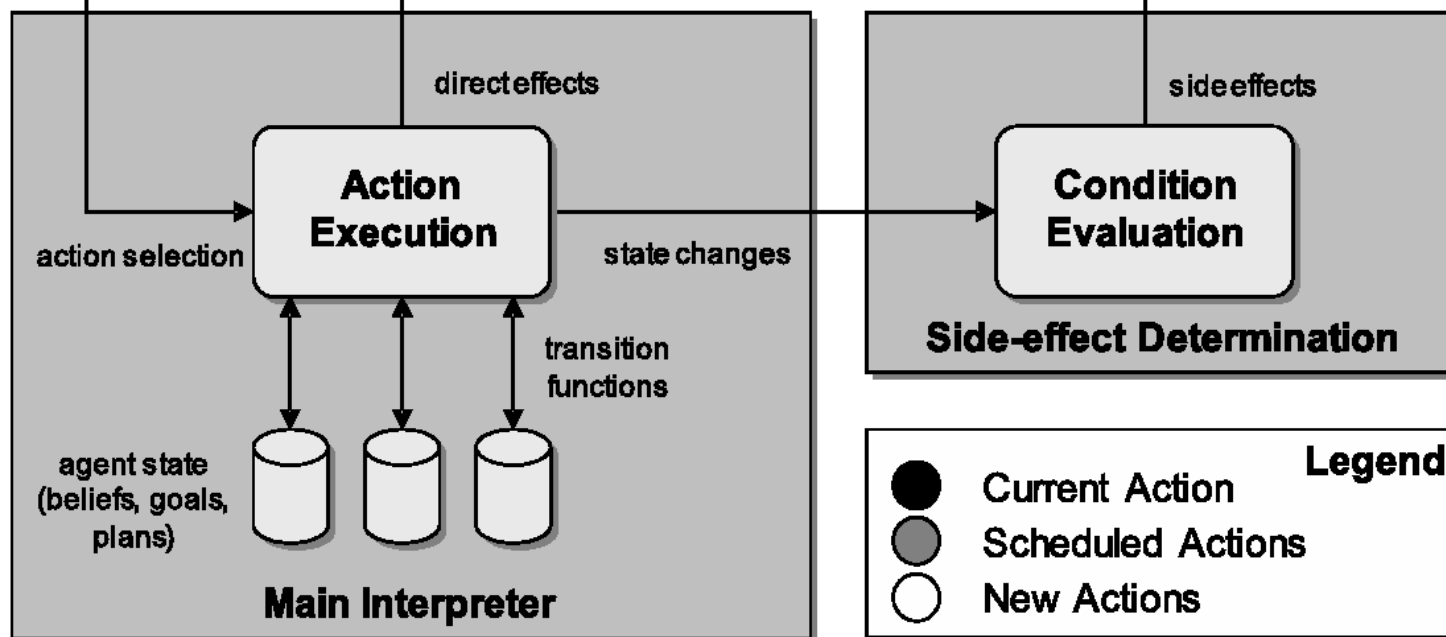 direct effects
Action
Execution
action selection
state changes
transition
functions
agent state
(beliefs, goals,
plans)
Main Interpreter
side effects
Condition
Evaluation
Side-effect Determination
Legend
Current Action
Scheduled Actions
New Actions